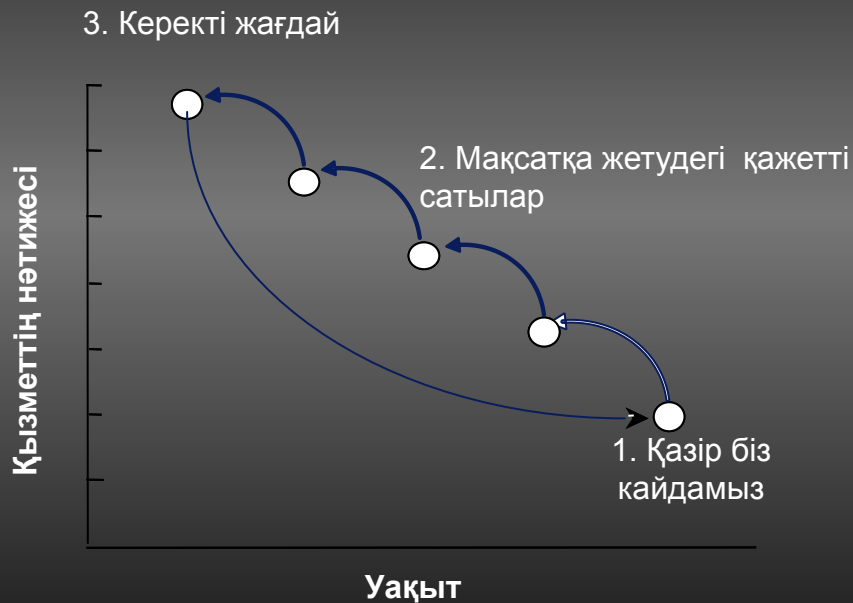 3. Керекті жағдай
2. Мақсатқа жетудегі қажетті
сатылар
Қызметтің нәтижесі
1. Қазір біз
кайдамыз
Уақыт